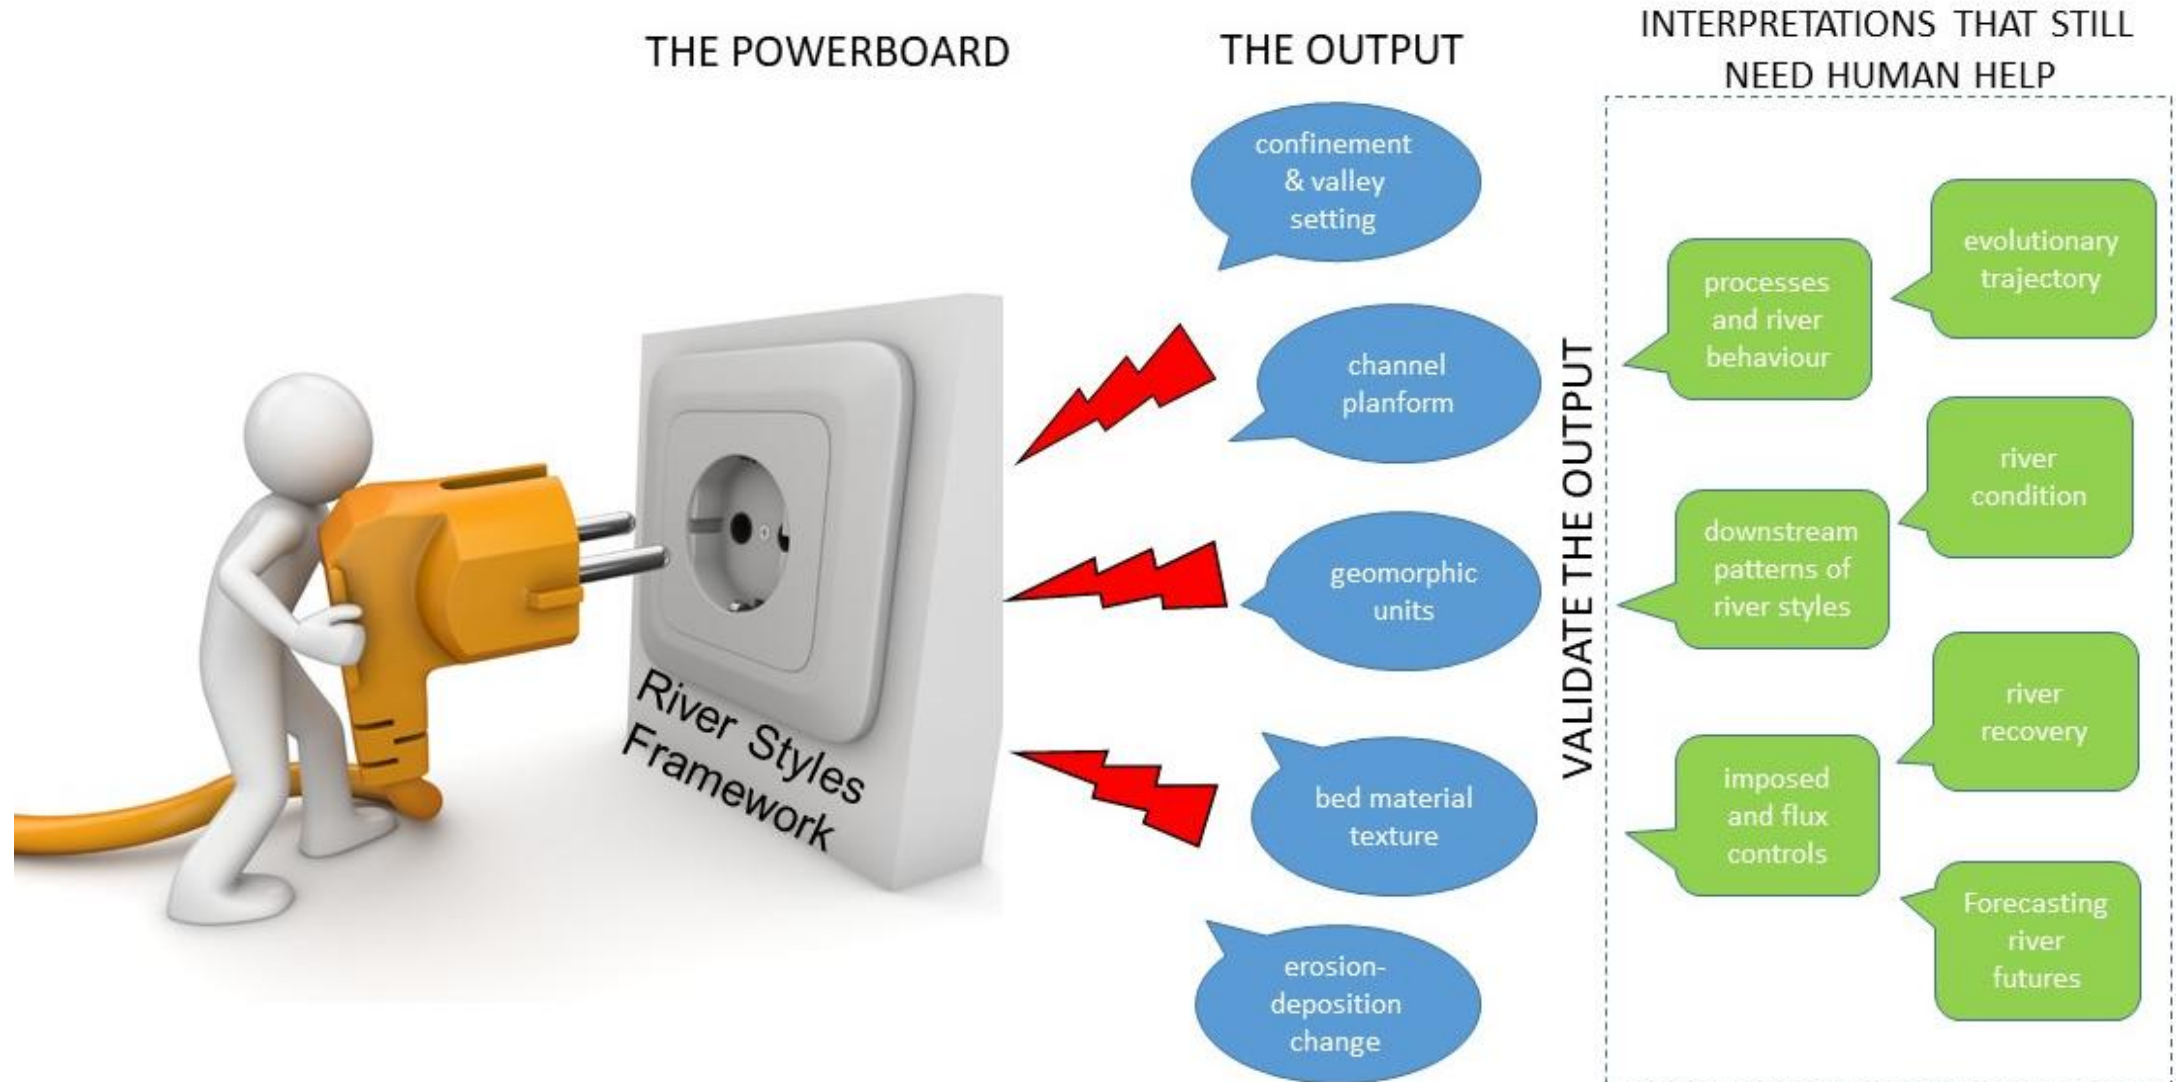 THE POWERBOARD
River Styles
Framework
THE OUTPUT
confinement
& valley
setting
channel
planform
geomorphic
units
bed material
texture
erosion-
deposition
change
VALIDATE THE OUTPUT
INTERPRETATIONS THAT STILL
NEED HUMAN HELP
processes
and river
behaviour
evolutionary
trajectory
downstream
patterns of
river styles
river
condition
imposed
and flux
controls
river
recovery
Forecasting
river
futures